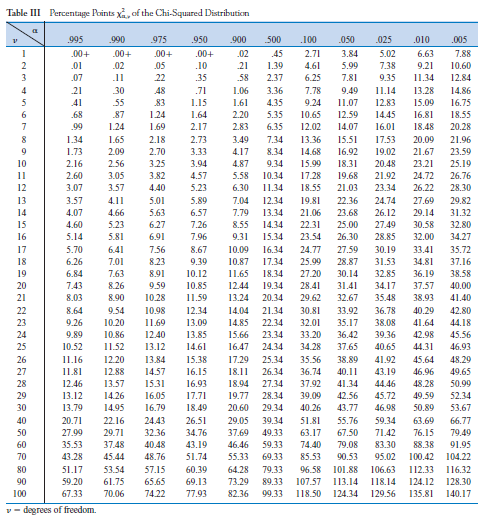 Table III Percentage Points χ²α,ν of the Chi-Squared Distribution
α
ν .995 .990 .975 .950 .900 .500 .100 .050 .025 .010 .005
1 .00+ .00+ .00+ .00+ .02 .45 2.71 3.84 5.02 6.63 7.88
2 .01 .02 .05 .10 .21 1.39 4.61 5.99 7.38 9.21 10.60
3 .07 .11 .22 .35 .58 2.37 6.25 7.81 9.35 11.34 12.84
4 .21 .30 .48 .71 1.06 3.36 7.78 9.49 11.14 13.28 14.86
5 .41 .55 .83 1.15 1.61 4.35 9.24 11.07 12.83 15.09 16.75
6 .68 .87 1.24 1.64 2.20 5.35 10.65 12.59 14.45 16.81 18.55
7 .99 1.24 1.69 2.17 2.83 6.35 12.02 14.07 16.01 18.48 20.28
8 1.34 1.65 2.18 2.73 3.49 7.34 13.36 15.51 17.53 20.09 21.96
9 1.73 2.09 2.70 3.33 4.17 8.34 14.68 16.92 19.02 21.67 23.59
10 2.16 2.56 3.25 3.94 4.87 9.34 15.99 18.31 20.48 23.21 25.19
11 2.60 3.05 3.82 4.57 5.58 10.34 17.28 19.68 21.92 24.72 26.76
12 3.07 3.57 4.40 5.23 6.30 11.34 18.55 21.03 23.34 26.22 28.30
13 3.57 4.11 5.01 5.89 7.04 12.34 19.81 22.36 24.74 27.69 29.82
14 4.07 4.66 5.63 6.57 7.79 13.34 21.06 23.68 26.12 29.14 31.32
15 4.60 5.23 6.27 7.26 8.55 14.34 22.31 25.00 27.49 30.58 32.80
16 5.14 5.81 6.91 7.96 9.31 15.34 23.54 26.30 28.85 32.00 34.27
17 5.70 6.41 7.56 8.67 10.09 16.34 24.77 27.59 30.19 33.41 35.72
18 6.26 7.01 8.23 9.39 10.87 17.34 25.99 28.87 31.53 34.81 37.16
19 6.84 7.63 8.91 10.12 11.65 18.34 27.20 30.14 32.85 36.19 38.58
20 7.43 8.26 9.59 10.85 12.44 19.34 28.41 31.41 34.17 37.57 40.00
21 8.03 8.90 10.28 11.59 13.24 20.34 29.62 32.67 35.48 38.93 41.40
22 8.64 9.54 10.98 12.34 14.04 21.34 30.81 33.92 36.78 40.29 42.80
23 9.26 10.20 11.69 13.09 14.85 22.34 32.01 35.17 38.08 41.64 44.18
24 9.89 10.86 12.40 13.85 15.66 23.34 33.20 36.42 39.36 42.98 45.56
25 10.52 11.52 13.12 14.61 16.47 24.34 34.28 37.65 40.65 44.31 46.93
26 11.16 12.20 13.84 15.38 17.29 25.34 35.56 38.89 41.92 45.64 48.29
27 11.81 12.88 14.57 16.15 18.11 26.34 36.74 40.11 43.19 46.96 49.65
28 12.46 13.57 15.31 16.93 18.94 27.34 37.92 41.34 44.46 48.28 50.99
29 13.12 14.26 16.05 17.71 19.77 28.34 39.09 42.56 45.72 49.59 52.34
30 13.79 14.95 16.79 18.49 20.60 29.34 40.26 43.77 46.98 50.89 53.67
40 20.71 22.16 24.43 26.51 29.05 39.34 51.81 55.76 59.34 63.69 66.77
50 27.99 29.71 32.36 34.76 37.69 49.33 63.17 67.50 71.42 76.15 79.49
60 35.53 37.48 40.48 43.19 46.46 59.33 74.40 79.08 83.30 88.38 91.95
70 43.28 45.44 48.76 51.74 55.33 69.33 85.53 90.53 95.02 100.42 104.22
80 51.17 53.54 57.15 60.39 64.28 79.33 96.58 101.88 106.63 112.33 116.32
90 59.20 61.75 65.65 69.13 73.29 89.33 107.57 113.14 118.14 124.12 128.30
100 67.33 70.06 74.22 77.93 82.36 99.33 118.50 124.34 129.56 135.81 140.17
ν = degrees of freedom.